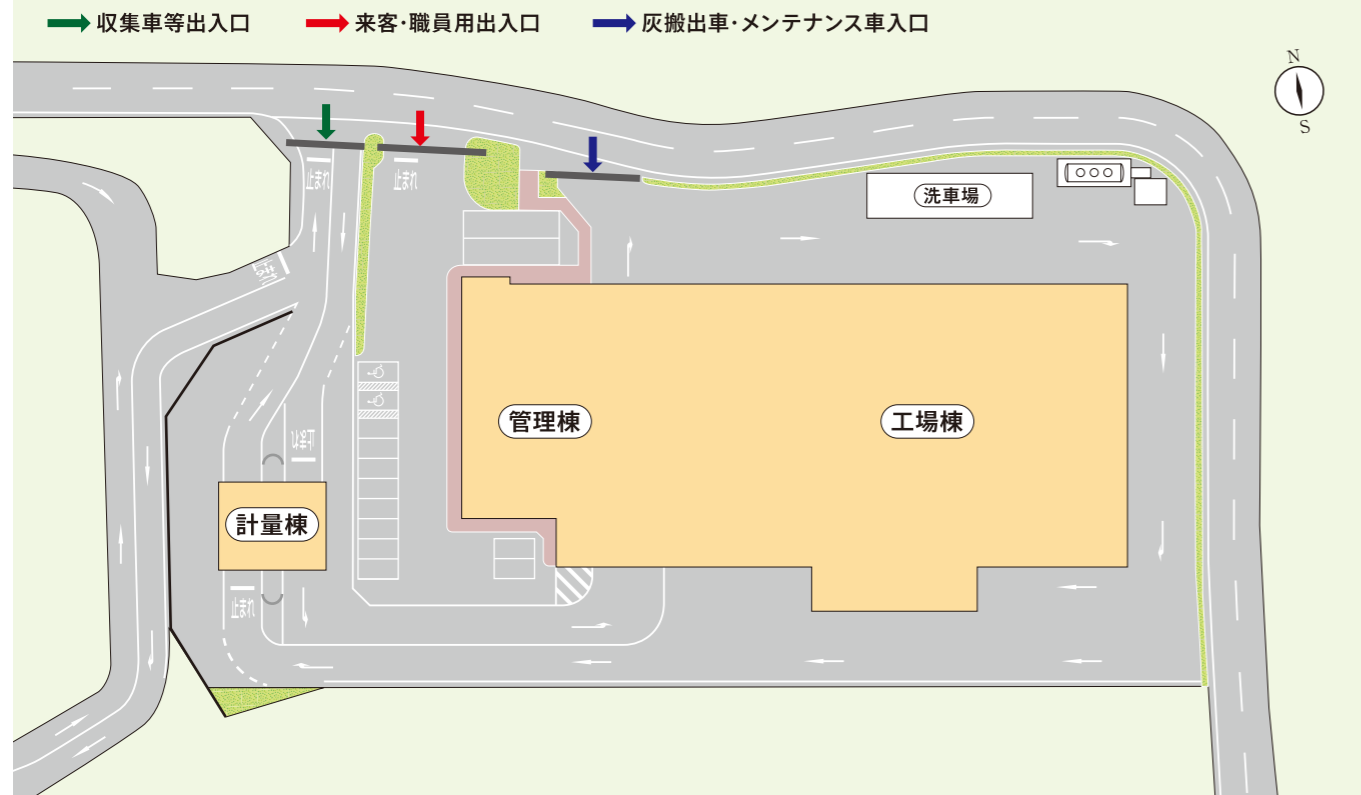 収集車等出入口
来客・職員用出入口
灰搬出車・メンテナンス車入口
N
S
止まれ
止まれ
洗車場
止まれ
管理棟
工場棟
止まれ
計量棟
止まれ